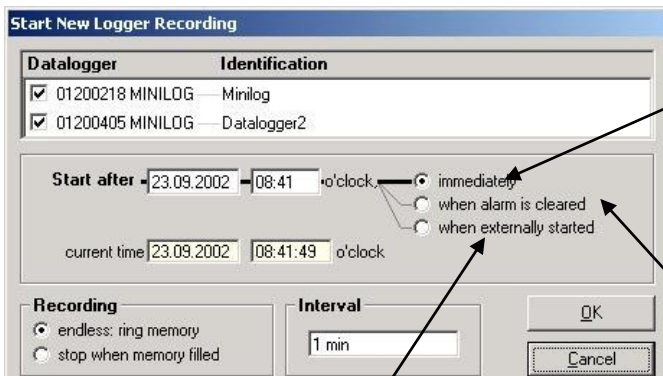 Start New Logger Recording
Datalogger Identification
01200218 MINILOG Minilog
01200405 MINILOG Datalogger2
Start after 23.09.2002 08:41 o'clock, immediately
when alarm is cleared
when externally started
current time 23.09.2002 08:41:49 o'clock
Recording Interval
endless: ring memory 1 min OK
stop when memory filled Cancel